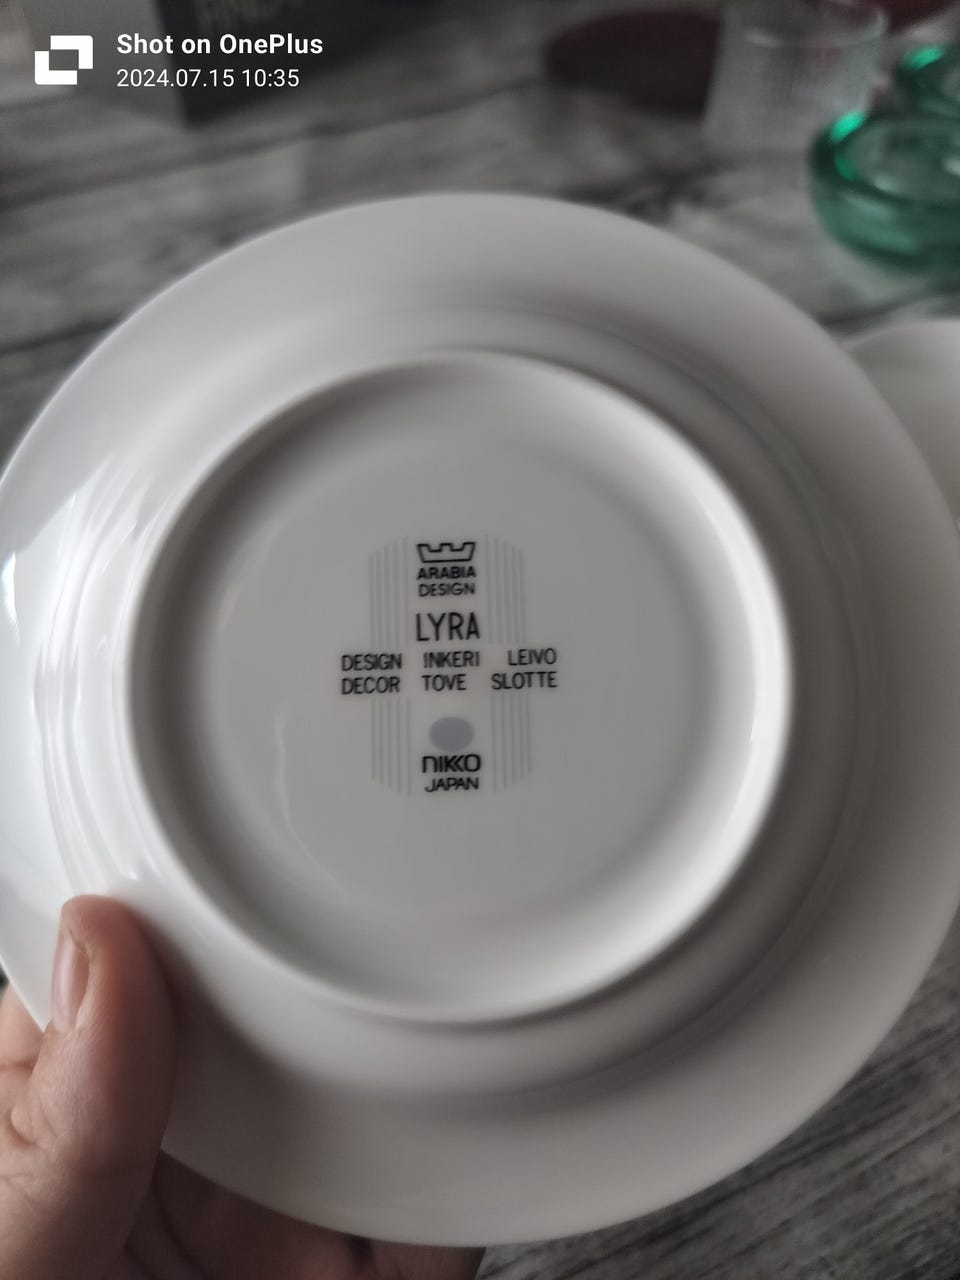 Shot on OnePlus
2024.07.15 10:35
ARABIA
DESIGN
LYRA
DESIGN INKERI LEIVO
DECOR TOVE SLOTTE
NIKKO
JAPAN